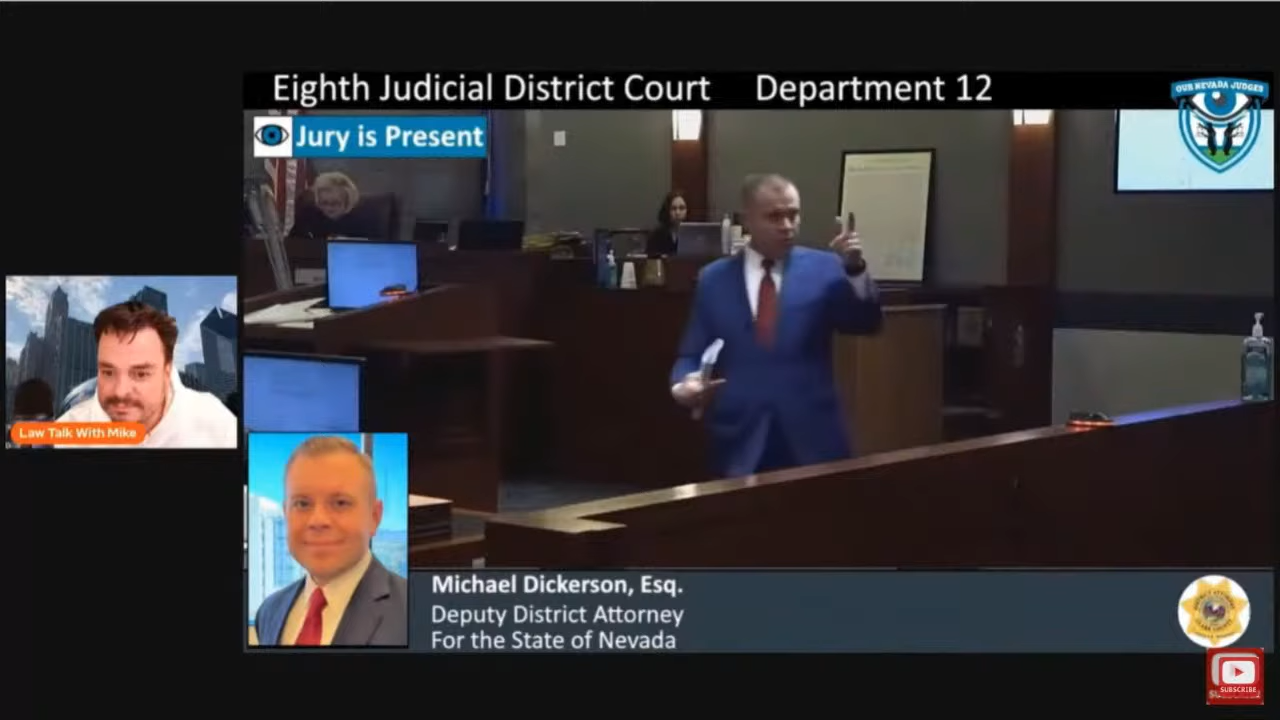 Eighth Judicial District Court Department 12
OUR NEVADA JUDGES
Jury is Present
Law Talk With Mike
Michael Dickerson, Esq.
Deputy District Attorney
For the State of Nevada
SUBSCRIBE